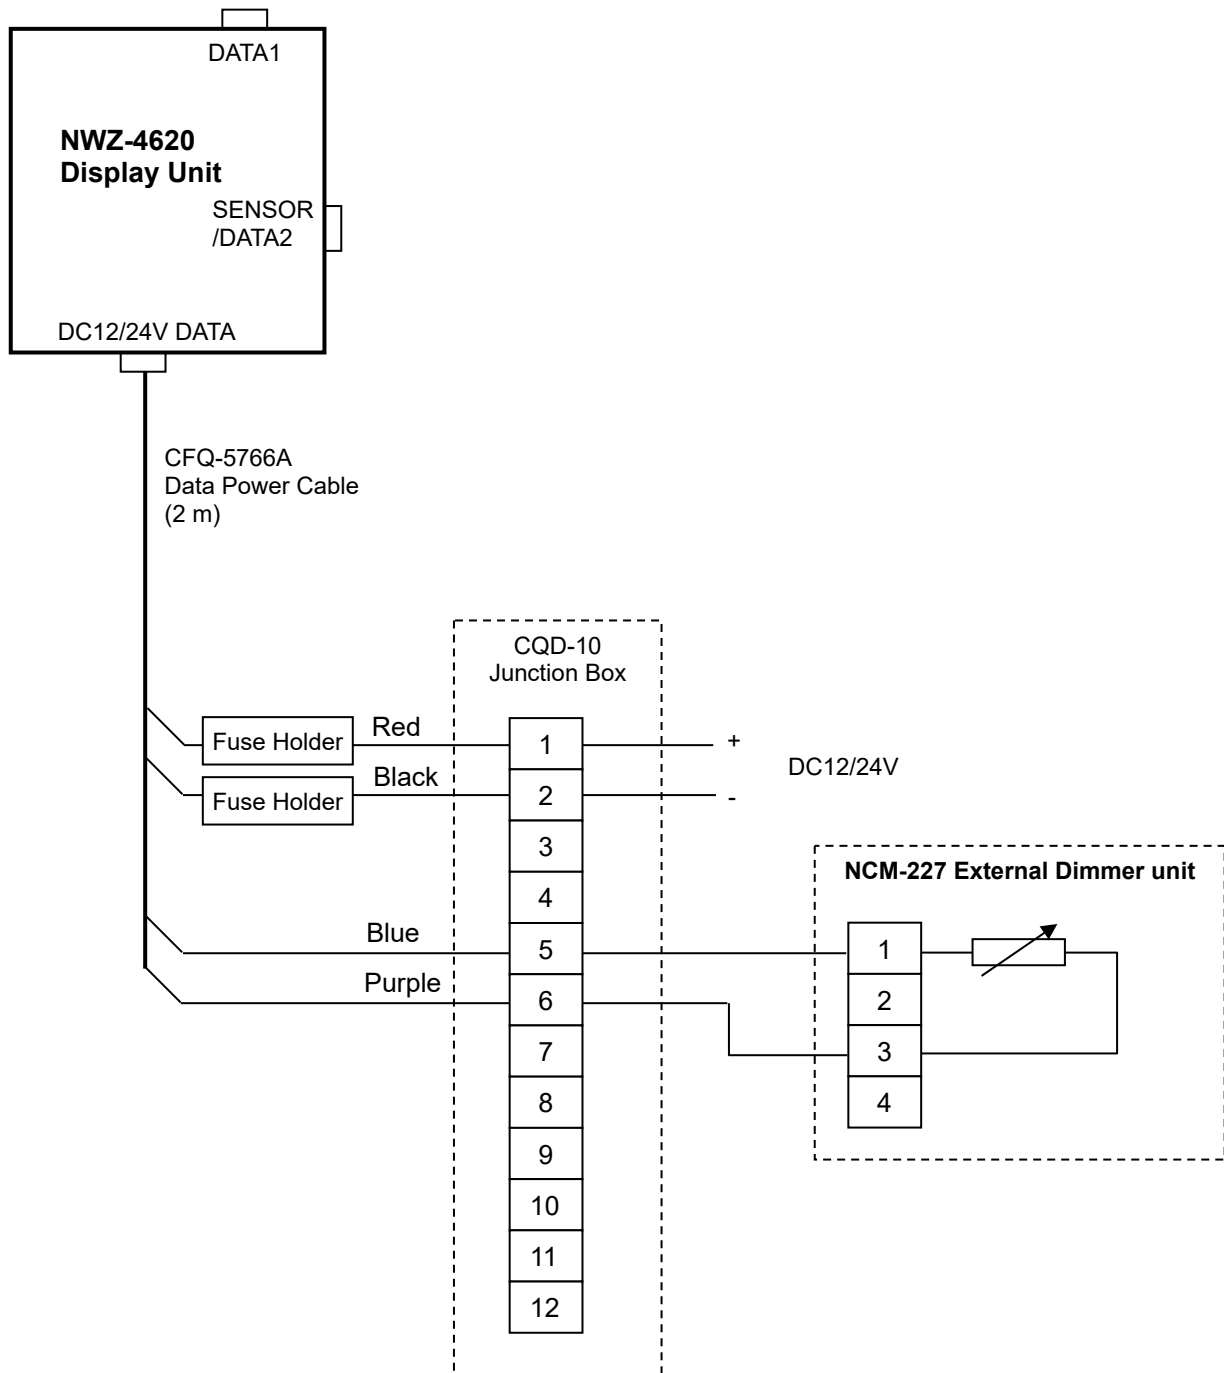 DATA1
NWZ-4620
Display Unit
SENSOR
/DATA2
DC12/24V DATA
CFQ-5766A
Data Power Cable
(2 m)
CQD-10
Junction Box
Fuse Holder
Red
1
+
DC12/24V
Fuse Holder
Black
2
-
3
4
Blue
5
Purple
6
7
8
9
10
11
12
NCM-227 External Dimmer unit
1
2
3
4